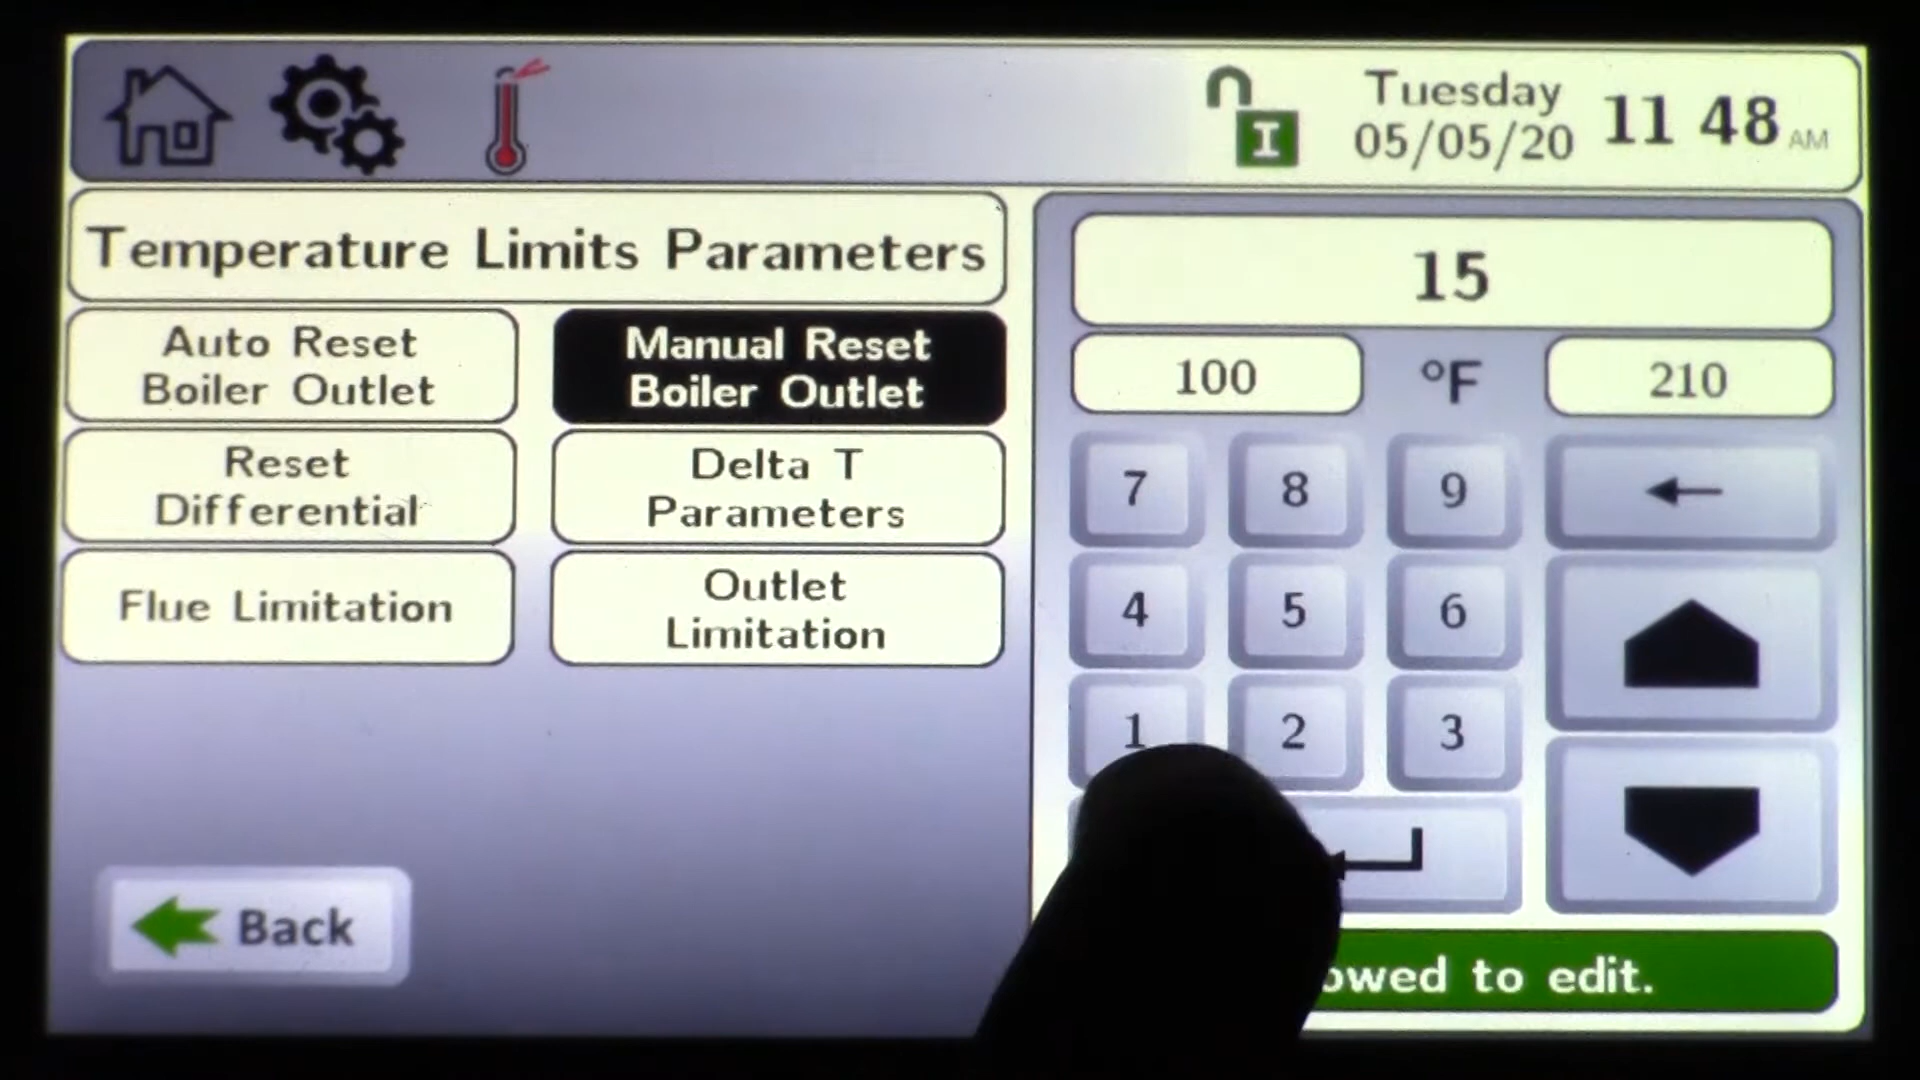 I
Tuesday
05/05/20
11 48 AM
Temperature Limits Parameters
Auto Reset
Boiler Outlet
Manual Reset
Boiler Outlet
Reset
Differential
Delta T
Parameters
Flue Limitation
Outlet
Limitation
Back
15
100 °F 210
7 8 9
4 5 6
1 2 3
to edit.